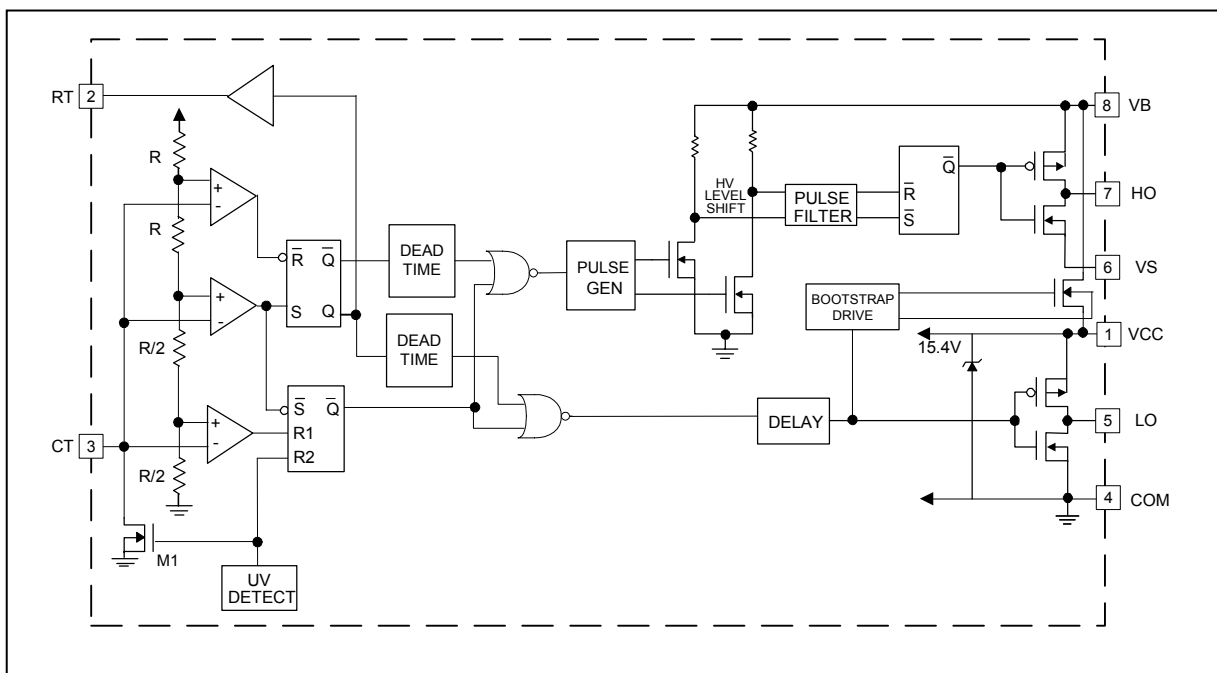 RT 2
R
R
R/2
R/2
+
-
+
-
+
-
CT 3
M1
UV
DETECT
R̅ Q̅
S Q
S̅ Q̅
R1
R2
DEAD
TIME
DEAD
TIME
PULSE
GEN
HV
LEVEL
SHIFT
PULSE
FILTER
Q̅
R̅
S̅
BOOTSTRAP
DRIVE
DELAY
15.4V
8 VB
7 HO
6 VS
1 VCC
5 LO
4 COM